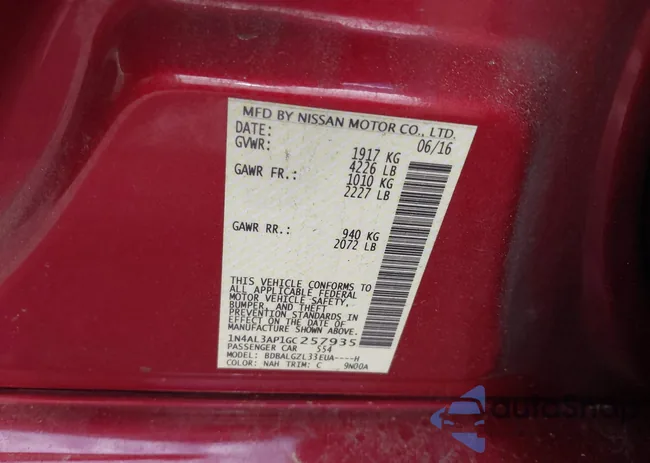 MFD BY NISSAN MOTOR CO., LTD.
DATE: 06/16
GVWR: 1917 KG
4226 LB
GAWR FR.: 1010 KG
2227 LB
GAWR RR.: 940 KG
2072 LB
THIS VEHICLE CONFORMS TO
ALL APPLICABLE FEDERAL
MOTOR VEHICLE SAFETY,
BUMPER, AND THEFT
PREVENTION STANDARDS IN
EFFECT ON THE DATE OF
MANUFACTURE SHOWN ABOVE.
1N4AL3AP1GC257935
PASSENGER CAR 554
MODEL: BDBALGZL33EUA----H
COLOR: NAH TRIM: C 9N00A
autoShop